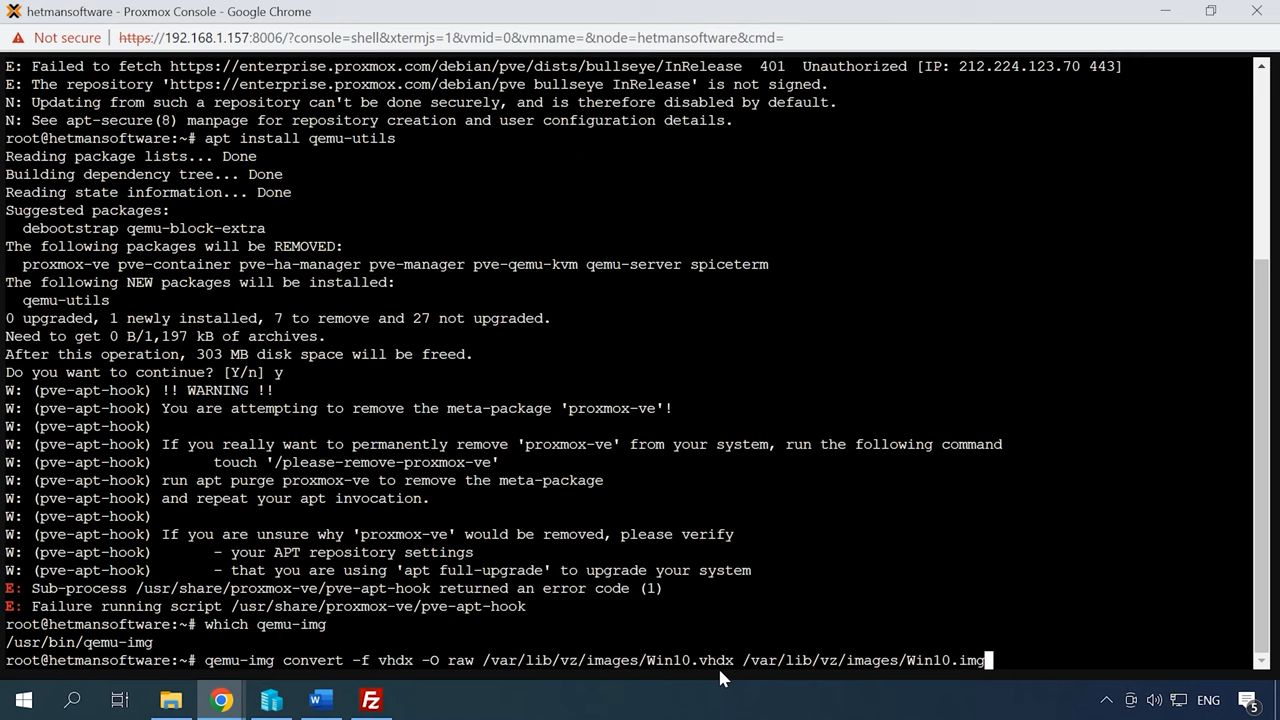 hetmansoftware - Proxmox Console - Google Chrome
Not secure | https://192.168.1.157:8006/?console=shell&xtermjs=1&vmid=0&vmname=&node=hetmansoftware&cmd=
E: Failed to fetch https://enterprise.proxmox.com/debian/pve/dists/bullseye/InRelease  401  Unauthorized [IP: 212.224.123.70 443]
E: The repository 'https://enterprise.proxmox.com/debian/pve bullseye InRelease' is not signed.
N: Updating from such a repository can't be done securely, and is therefore disabled by default.
N: See apt-secure(8) manpage for repository creation and user configuration details.
root@hetmansoftware:~# apt install qemu-utils
Reading package lists... Done
Building dependency tree... Done
Reading state information... Done
Suggested packages:
  debootstrap qemu-block-extra
The following packages will be REMOVED:
  proxmox-ve pve-container pve-ha-manager pve-manager pve-qemu-kvm qemu-server spiceterm
The following NEW packages will be installed:
  qemu-utils
0 upgraded, 1 newly installed, 7 to remove and 27 not upgraded.
Need to get 0 B/1,197 kB of archives.
After this operation, 303 MB disk space will be freed.
Do you want to continue? [Y/n] y
W: (pve-apt-hook) !! WARNING !!
W: (pve-apt-hook) You are attempting to remove the meta-package 'proxmox-ve'!
W: (pve-apt-hook)
W: (pve-apt-hook) If you really want to permanently remove 'proxmox-ve' from your system, run the following command
W: (pve-apt-hook)       touch '/please-remove-proxmox-ve'
W: (pve-apt-hook) run apt purge proxmox-ve to remove the meta-package
W: (pve-apt-hook) and repeat your apt invocation.
W: (pve-apt-hook)
W: (pve-apt-hook) If you are unsure why 'proxmox-ve' would be removed, please verify
W: (pve-apt-hook)       - your APT repository settings
W: (pve-apt-hook)       - that you are using 'apt full-upgrade' to upgrade your system
E: Sub-process /usr/share/proxmox-ve/pve-apt-hook returned an error code (1)
E: Failure running script /usr/share/proxmox-ve/pve-apt-hook
root@hetmansoftware:~# which qemu-img
/usr/bin/qemu-img
root@hetmansoftware:~# qemu-img convert -f vhdx -O raw /var/lib/vz/images/Win10.vhdx /var/lib/vz/images/Win10.img
ENG
5